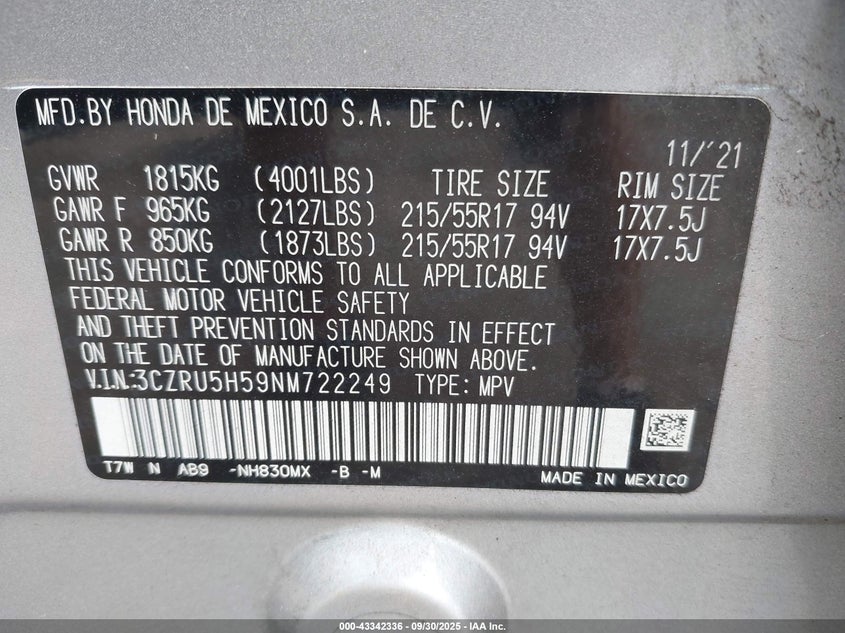 MFD.BY HONDA DE MEXICO S.A. DE C.V.
11/'21
GVWR 1815KG (4001LBS) TIRE SIZE RIM SIZE
GAWR F 965KG (2127LBS) 215/55R17 94V 17X7.5J
GAWR R 850KG (1873LBS) 215/55R17 94V 17X7.5J
THIS VEHICLE CONFORMS TO ALL APPLICABLE
FEDERAL MOTOR VEHICLE SAFETY
AND THEFT PREVENTION STANDARDS IN EFFECT
ON THE DATE OF MANUFACTURE SHOWN ABOVE.
V.I.N:3CZRU5H59NM722249 TYPE: MPV
T7W N AB9 -NH830MX -B -M
MADE IN MEXICO
000-43342336 - 09/30/2025 - IAA Inc.